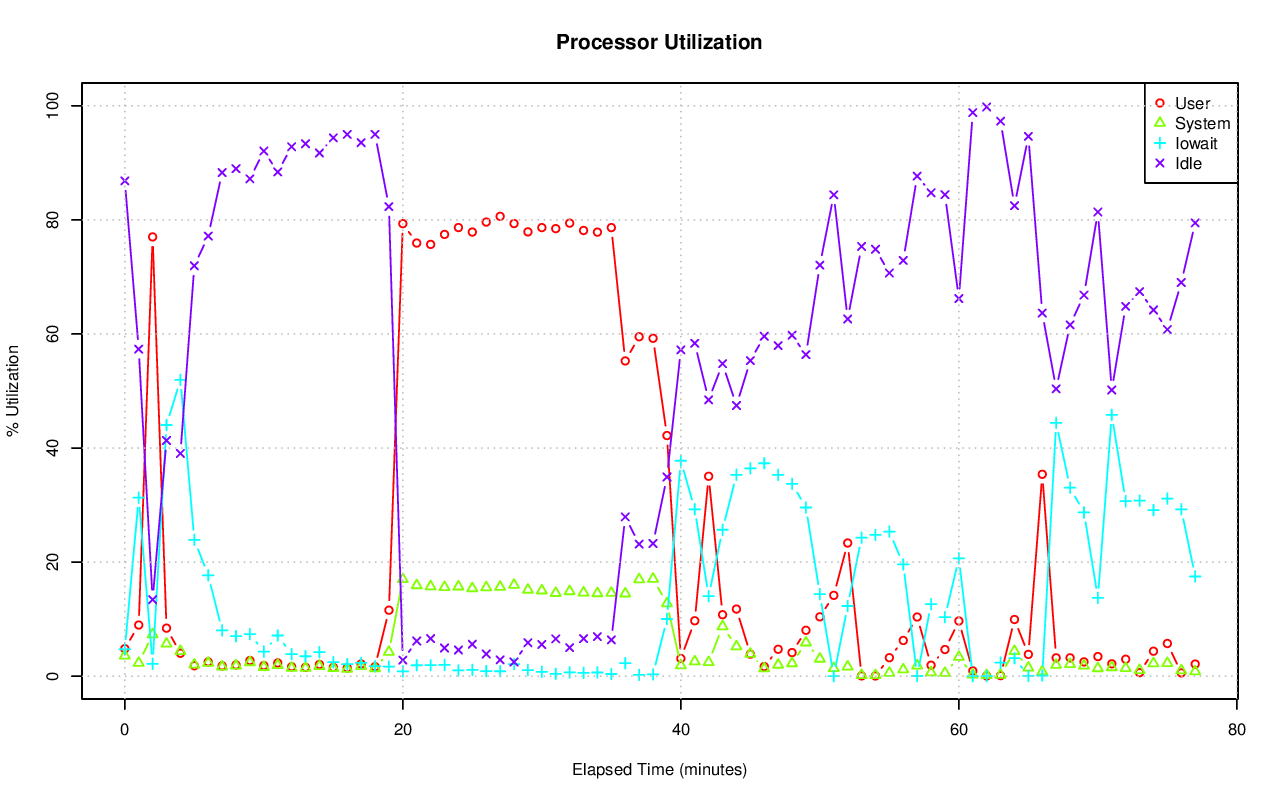 Processor Utilization
% Utilization
100
80
60
40
20
0
User
System
Iowait
Idle
0 20 40 60 80
Elapsed Time (minutes)